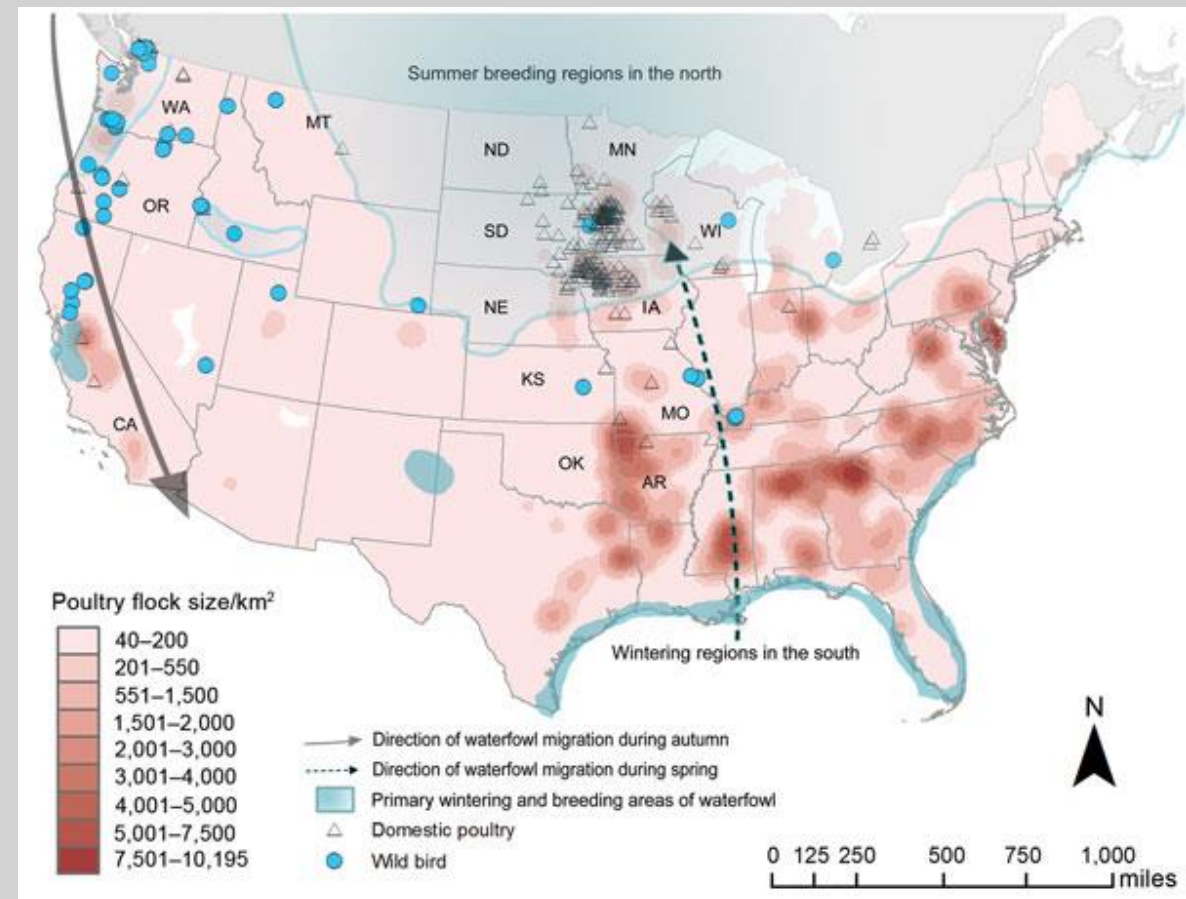 Summer breeding regions in the north
WA
MT
ND
MN
OR
SD
WI
NE
IA
KS
MO
CA
OK
AR
Poultry flock size/km²
40–200
201–550
551–1,500
1,501–2,000
2,001–3,000
3,001–4,000
4,001–5,000
5,001–7,500
7,501–10,195
Wintering regions in the south
Direction of waterfowl migration during autumn
Direction of waterfowl migration during spring
Primary wintering and breeding areas of waterfowl
Domestic poultry
Wild bird
N
0 125 250 500 750 1,000
miles